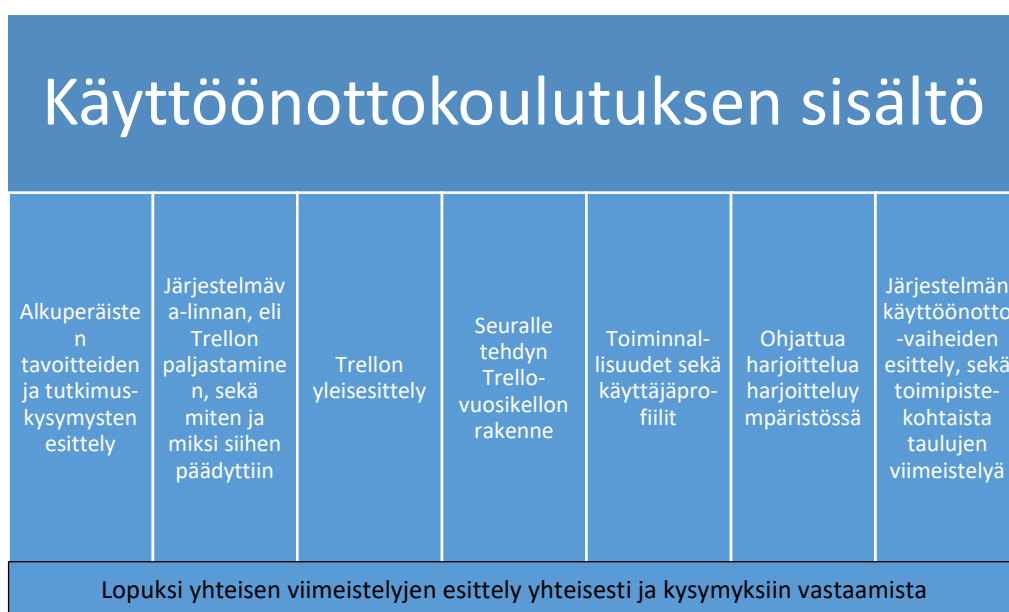 Käyttöönottokoulutuksen sisältö
Alkuperäiste
n
tavoitteiden
ja tutkimus-
kysymysten
esittely
Järjestelmäv
a-linnan, eli
Trellon
paljastamine
n, sekä
miten ja
miksi siihen
päädyttiin
Trellon
yleisesittely
Seuralle
tehdyn
Trello-
vuosikellon
rakenne
Toiminnal-
lisuudet sekä
käyttäjäpro-
fiilit
Ohjattua
harjoittelua
harjoitteluy
mpäristössä
Järjestelmän
käyttöönotto
-vaiheiden
esittely, sekä
toimipiste-
kohtaista
taulujen
viimeistelyä
Lopuksi yhteisen viimeistelyjen esittely yhteisesti ja kysymyksiin vastaamista